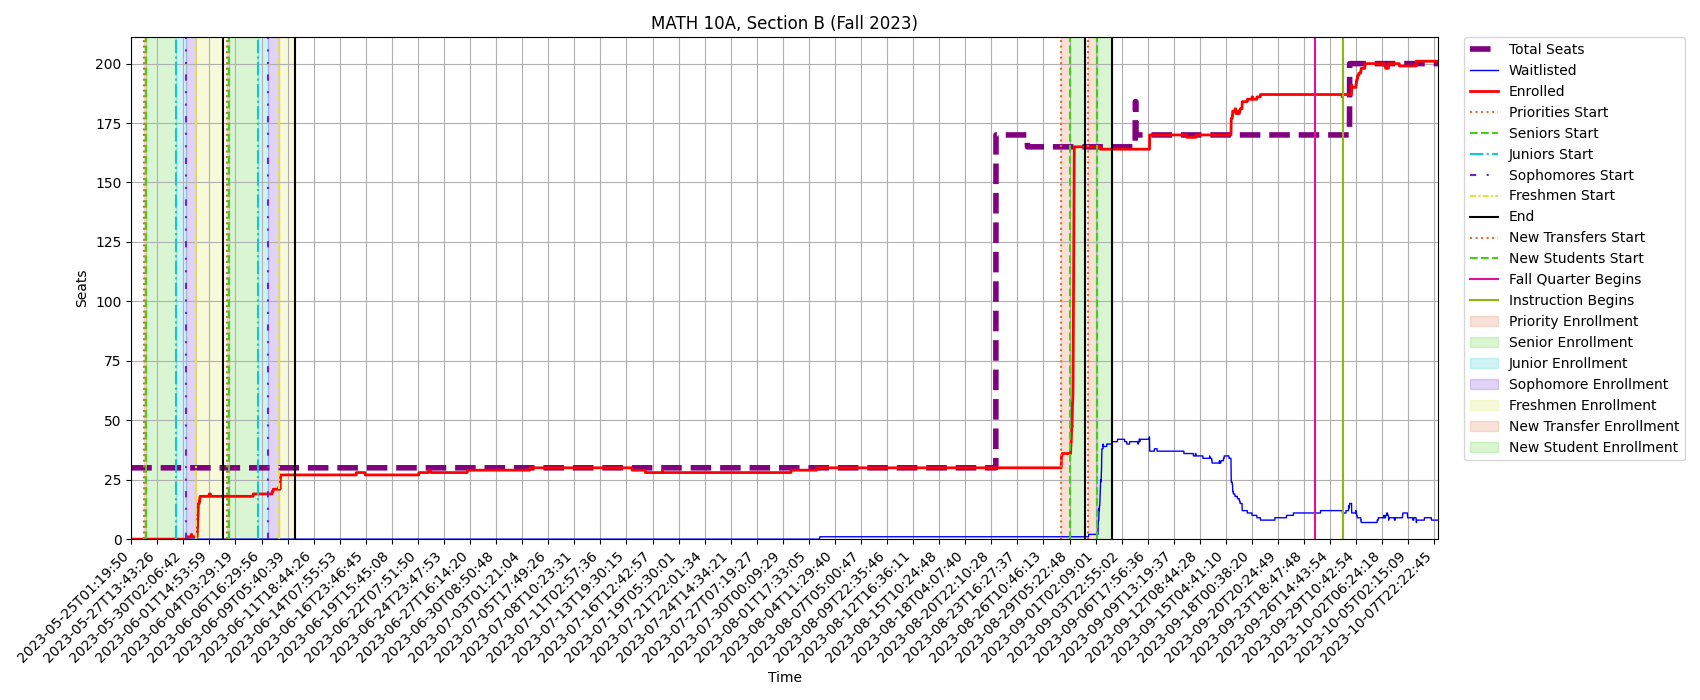 MATH 10A, Section B (Fall 2023)
Seats
200
175
150
125
100
75
50
25
0
2023-05-25T01:19:50
2023-05-27T13:43:26
2023-05-30T02:06:42
2023-06-01T14:53:59
2023-06-04T03:29:19
2023-06-06T16:29:56
2023-06-09T05:40:39
2023-06-11T18:44:26
2023-06-14T07:55:53
2023-06-16T23:46:45
2023-06-19T15:45:08
2023-06-22T07:51:50
2023-06-24T23:47:53
2023-06-27T16:14:20
2023-06-30T08:50:48
2023-07-03T01:21:04
2023-07-05T17:49:26
2023-07-08T10:23:31
2023-07-11T02:57:36
2023-07-13T19:30:15
2023-07-16T12:42:57
2023-07-19T05:30:01
2023-07-21T22:01:34
2023-07-24T14:34:21
2023-07-27T07:19:27
2023-07-30T00:09:29
2023-08-01T17:33:05
2023-08-04T11:29:40
2023-08-07T05:00:47
2023-08-09T22:35:46
2023-08-12T16:36:11
2023-08-15T10:24:48
2023-08-18T04:07:40
2023-08-20T22:10:28
2023-08-23T16:27:37
2023-08-26T10:46:13
2023-08-29T05:22:48
2023-09-01T02:09:01
2023-09-03T22:55:02
2023-09-06T17:56:36
2023-09-09T13:19:37
2023-09-12T08:44:28
2023-09-15T04:41:10
2023-09-18T00:38:20
2023-09-20T20:24:49
2023-09-23T18:47:48
2023-09-26T14:43:54
2023-09-29T10:42:54
2023-10-02T06:24:18
2023-10-05T02:15:09
2023-10-07T22:22:45
Time
Total Seats
Waitlisted
Enrolled
Priorities Start
Seniors Start
Juniors Start
Sophomores Start
Freshmen Start
End
New Transfers Start
New Students Start
Fall Quarter Begins
Instruction Begins
Priority Enrollment
Senior Enrollment
Junior Enrollment
Sophomore Enrollment
Freshmen Enrollment
New Transfer Enrollment
New Student Enrollment